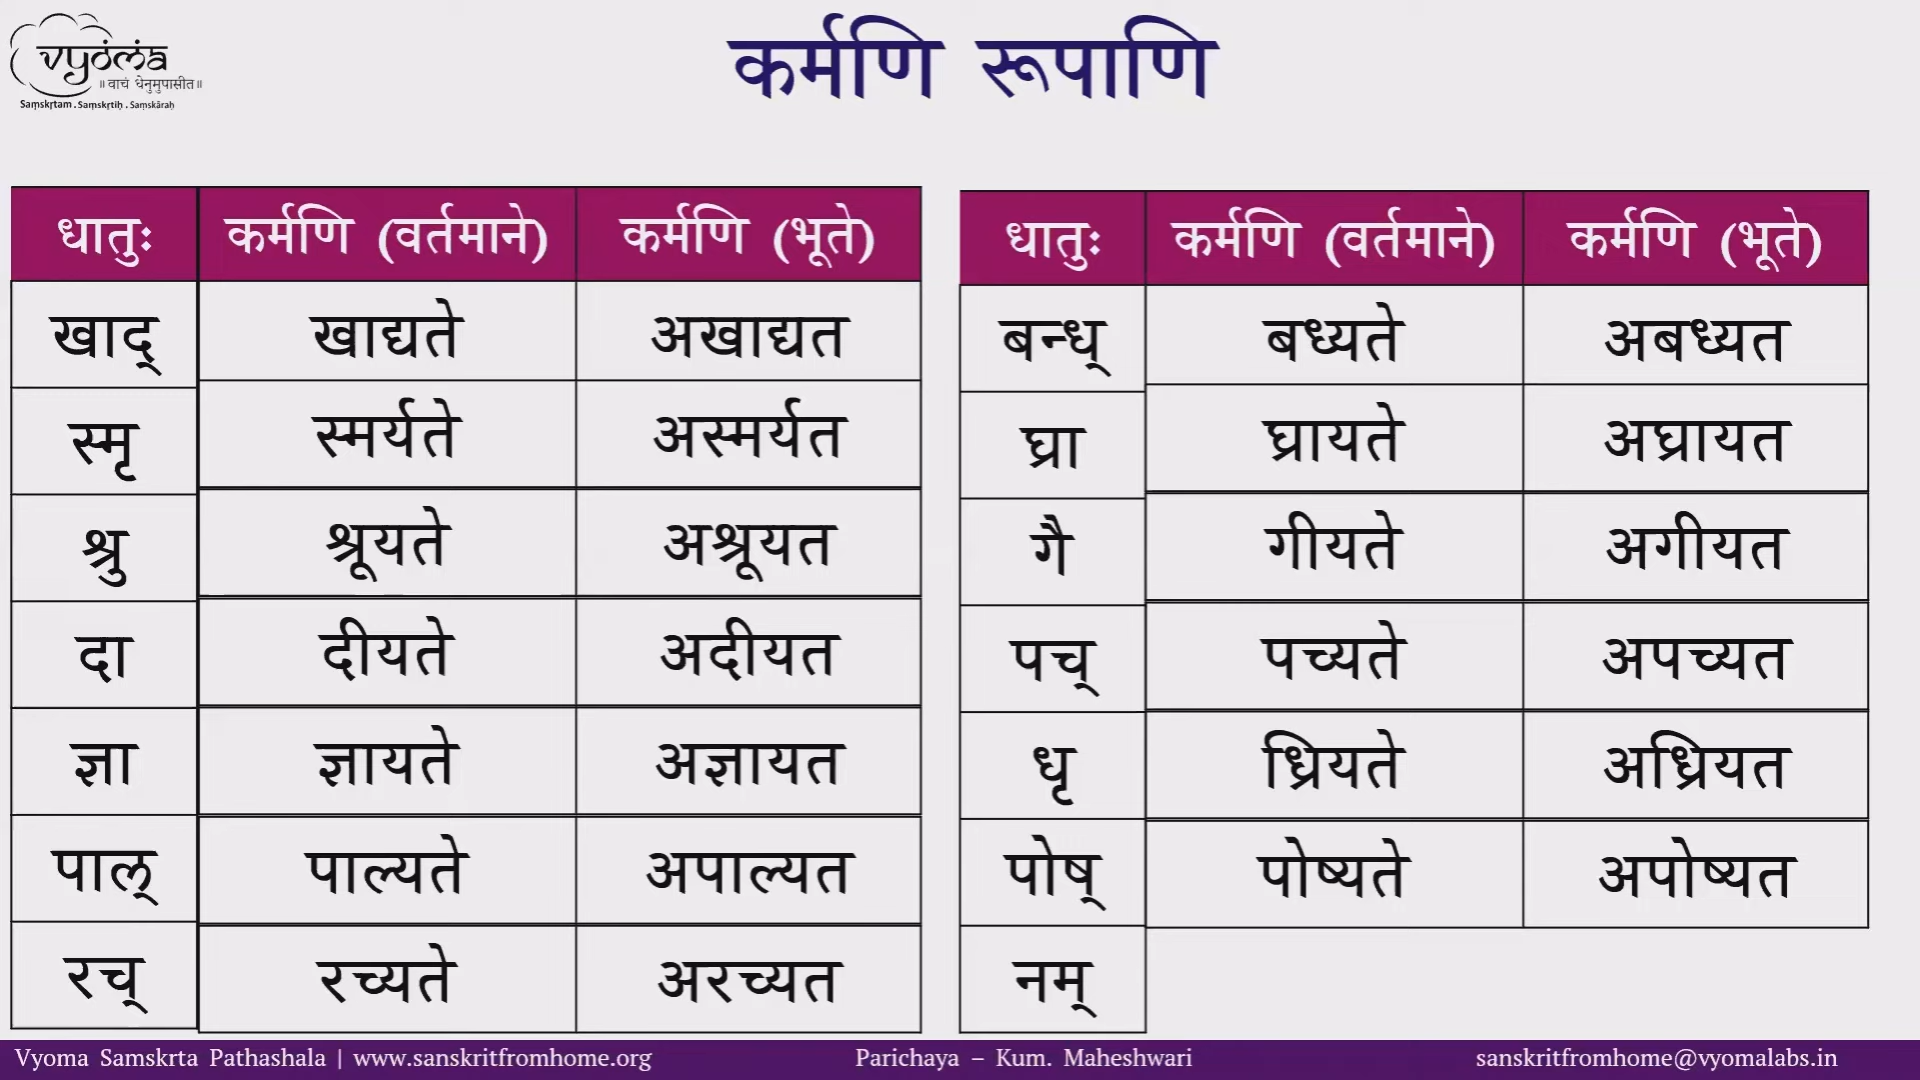 vyoma
॥ वाचं धेनुमुपासीत॥
Saṃskṛtam . Saṃskṛtiḥ . Saṃskāraḥ
कर्मणि रूपाणि
धातुः कर्मणि (वर्तमाने) कर्मणि (भूते)
खाद् खाद्यते अखाद्यत
स्मृ स्मर्यते अस्मर्यत
श्रु श्रूयते अश्रूयत
दा दीयते अदीयत
ज्ञा ज्ञायते अज्ञायत
पाल् पाल्यते अपाल्यत
रच् रच्यते अरच्यत
धातुः कर्मणि (वर्तमाने) कर्मणि (भूते)
बन्ध् बध्यते अबध्यत
घ्रा घ्रायते अघ्रायत
गै गीयते अगीयत
पच् पच्यते अपच्यत
धृ ध्रियते अध्रियत
पोष् पोष्यते अपोष्यत
नम्
Vyoma Samskrta Pathashala | www.sanskritfromhome.org Parichaya – Kum. Maheshwari sanskritfromhome@vyomalabs.in